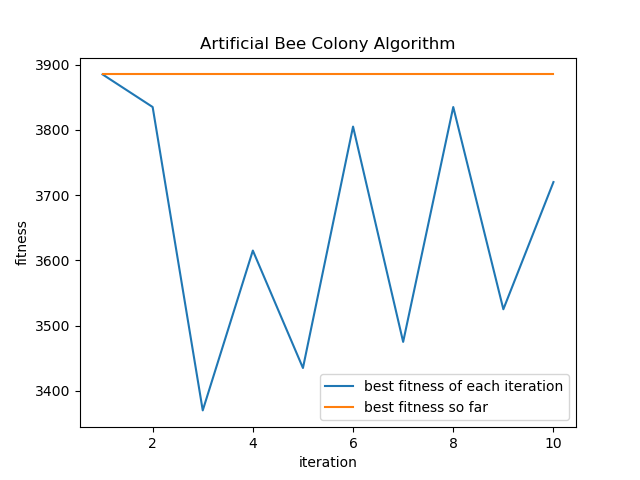 Artificial Bee Colony Algorithm
3900
3800
3700
3600
3500
3400
fitness
best fitness of each iteration
best fitness so far
2 4 6 8 10
iteration